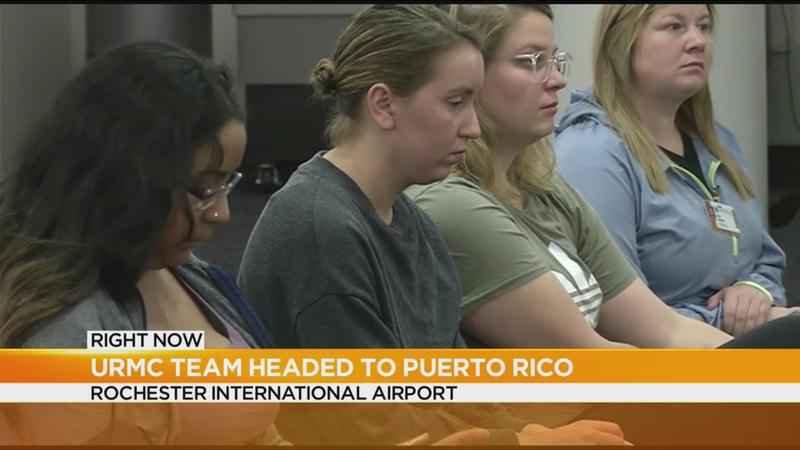 RIGHT NOW
URMC TEAM HEADED TO PUERTO RICO
ROCHESTER INTERNATIONAL AIRPORT